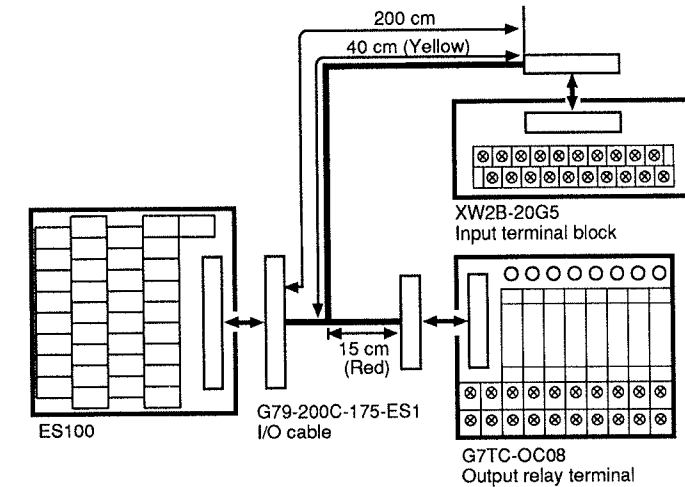 200 cm
40 cm (Yellow)
XW2B-20G5
Input terminal block
15 cm
(Red)
ES100
G79-200C-175-ES1
I/O cable
G7TC-OC08
Output relay terminal